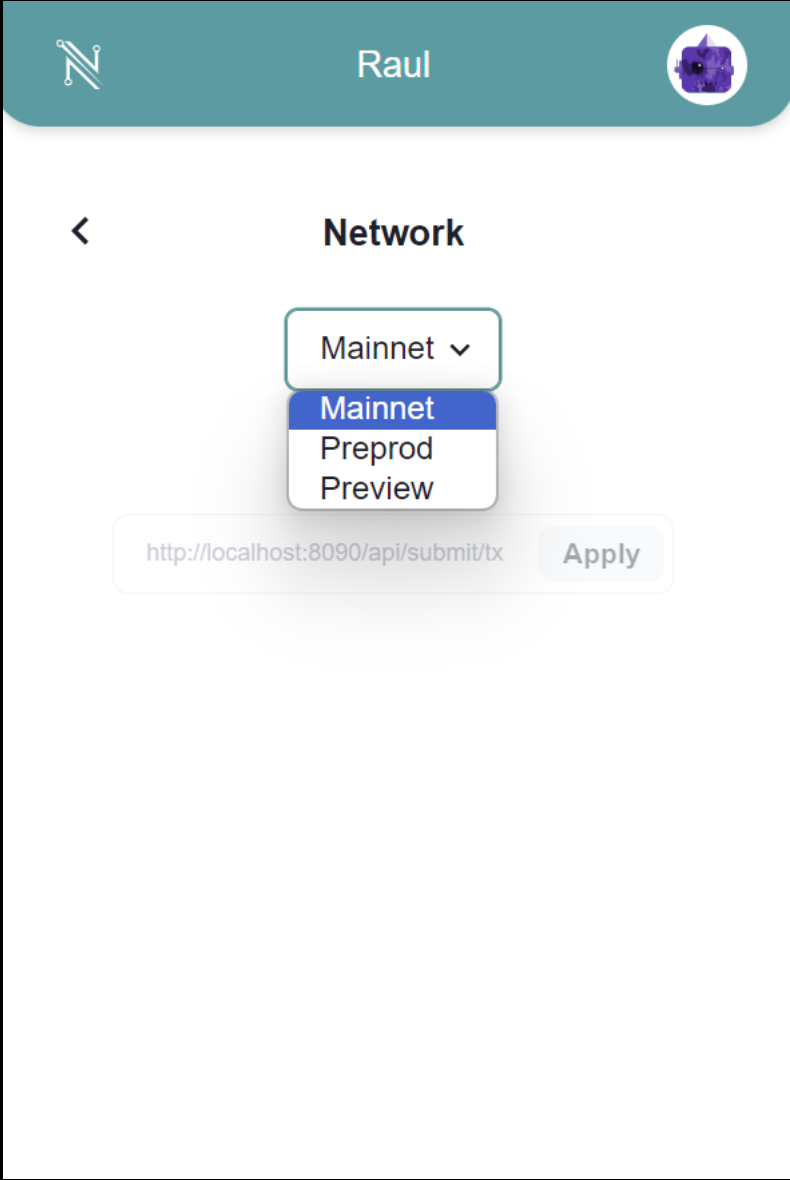 Raul
Network
Mainnet
Mainnet
Preprod
Preview
http://localhost:8090/api/submit/tx Apply